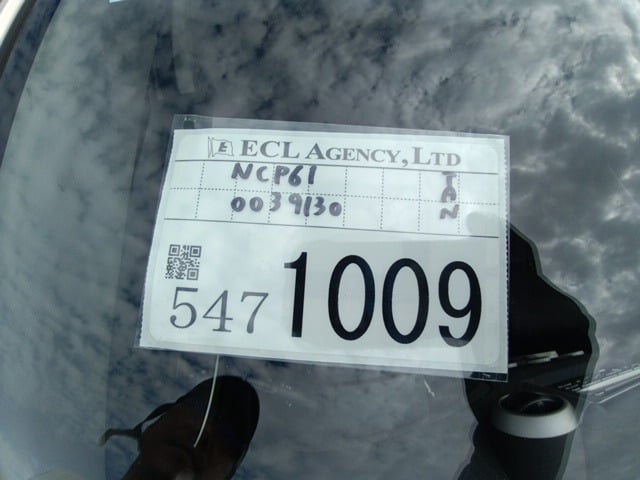 ECL AGENCY, LTD
NCP61
0039130
TAN
547 1009